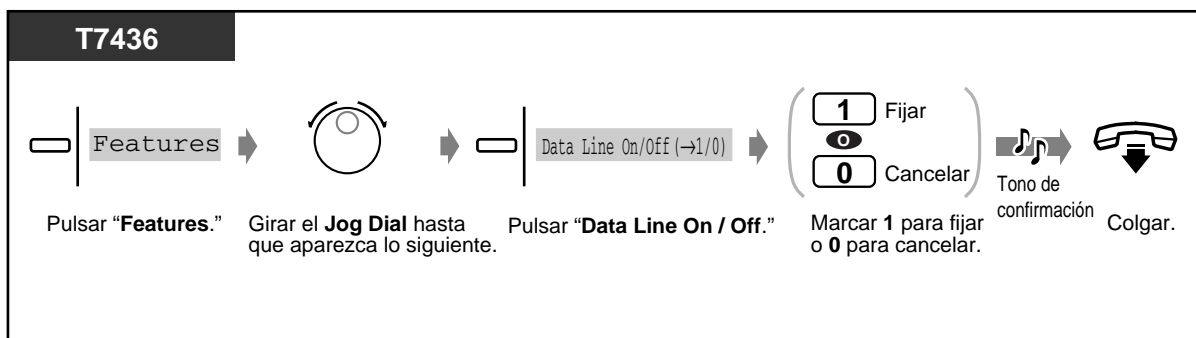 T7436
Features
Data Line On/Off (→1/0)
1 Fijar
O
0 Cancelar
Tono de
confirmación
Pulsar “Features.”
Girar el Jog Dial hasta
que aparezca lo siguiente.
Pulsar “Data Line On / Off.”
Marcar 1 para fijar
o 0 para cancelar.
Colgar.